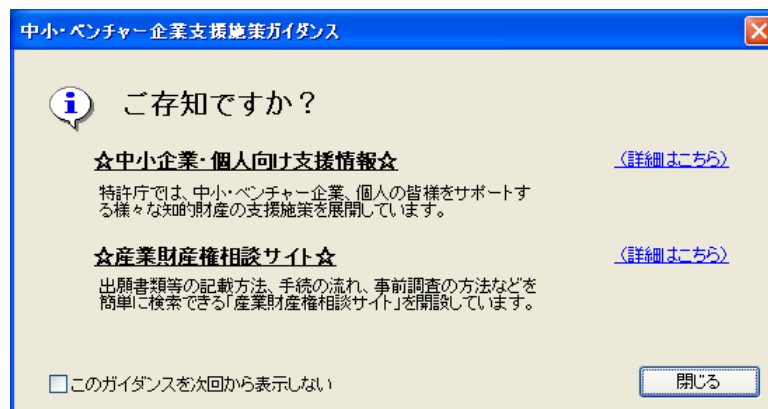 中小・ベンチャー企業支援施策ガイダンス
ご存知ですか？
☆中小企業・個人向け支援情報☆
（詳細はこちら）
特許庁では、中小・ベンチャー企業、個人の皆様をサポートす
る様々な知的財産の支援施策を展開しています。
☆産業財産権相談サイト☆
（詳細はこちら）
出願書類等の記載方法、手続の流れ、事前調査の方法などを
簡単に検索できる「産業財産権相談サイト」を開設しています。
このガイダンスを次回から表示しない
閉じる